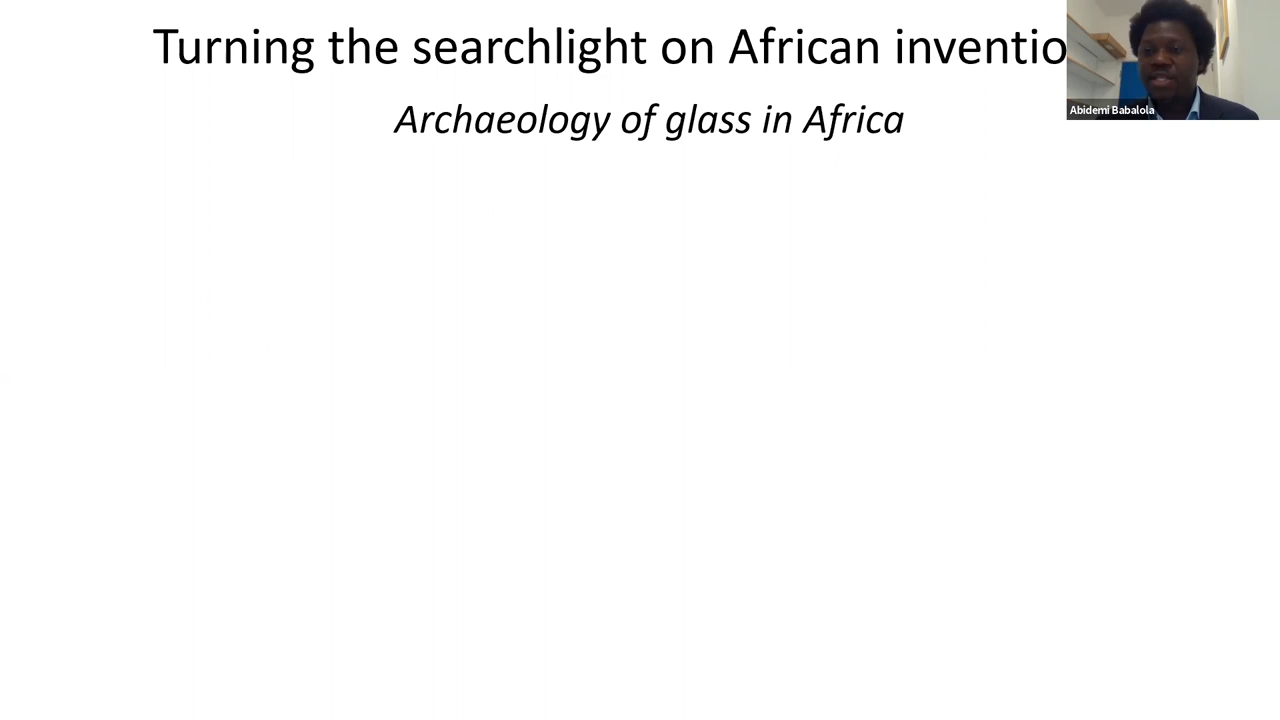 Turning the searchlight on African inventio
Archaeology of glass in Africa
Abidemi Babalola